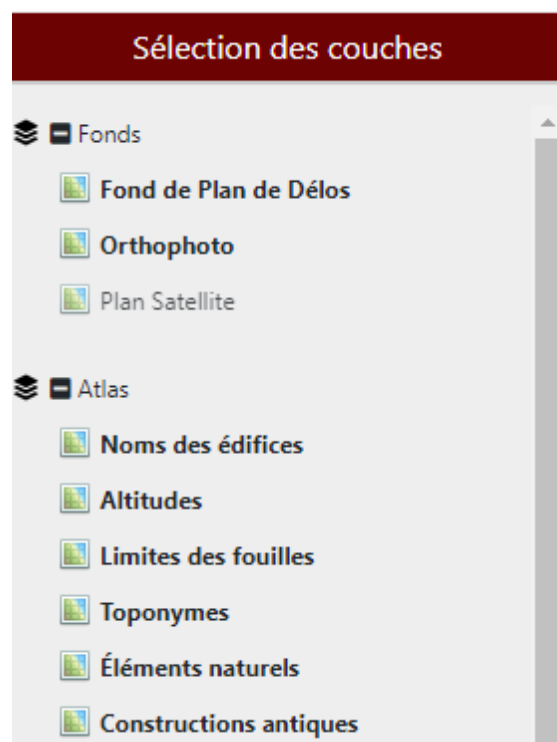 Sélection des couches
Fonds
Fond de Plan de Délos
Orthophoto
Plan Satellite
Atlas
Noms des édifices
Altitudes
Limites des fouilles
Toponymes
Éléments naturels
Constructions antiques